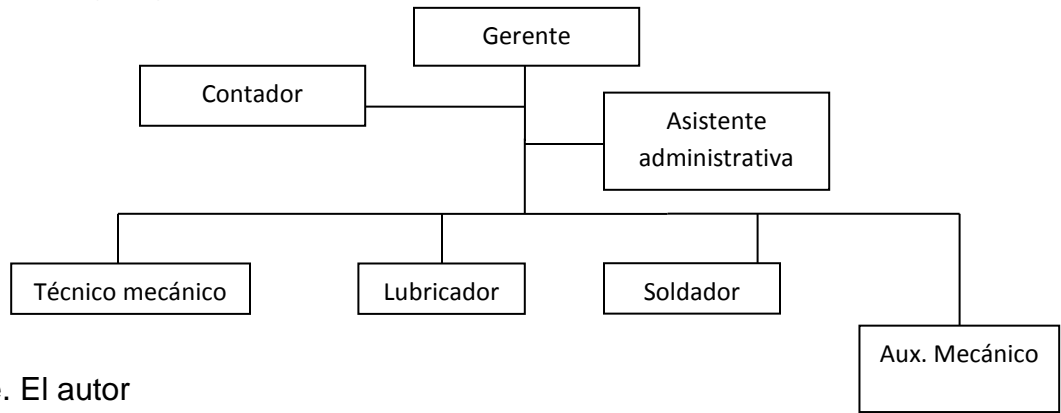 Gerente
Contador
Asistente
administrativa
Técnico mecánico
Lubricador
Soldador
Aux. Mecánico
. El autor